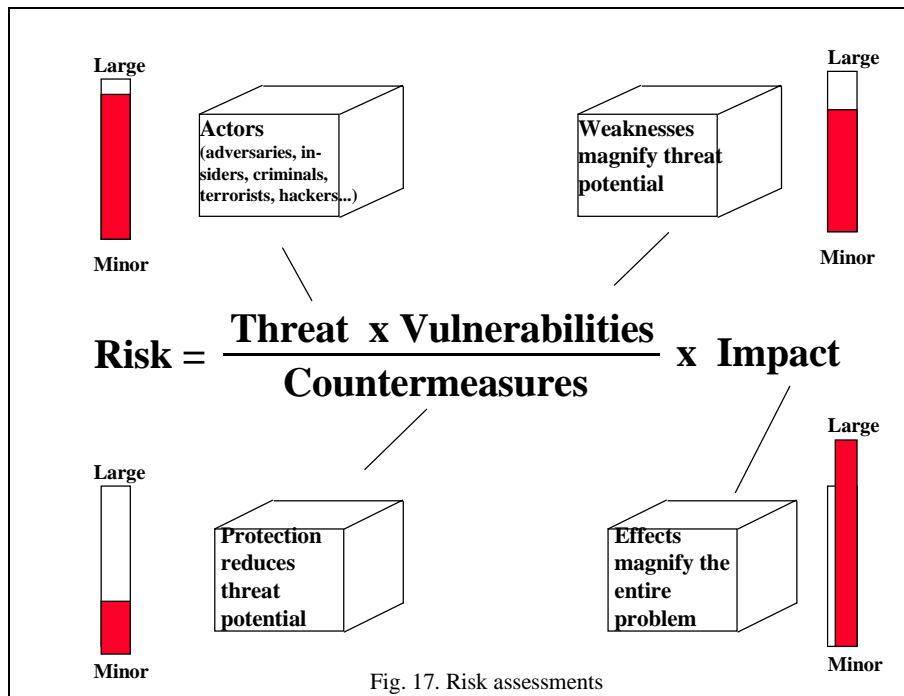 Large
Actors
(adversaries, in-
siders, criminals,
terrorists, hackers...)
Minor
Weaknesses
magnify threat
potential
Large
Minor
Risk = Threat x Vulnerabilities
Countermeasures
x Impact
Large
Protection
reduces
threat
potential
Minor
Effects
magnify the
entire
problem
Large
Minor
Fig. 17. Risk assessments